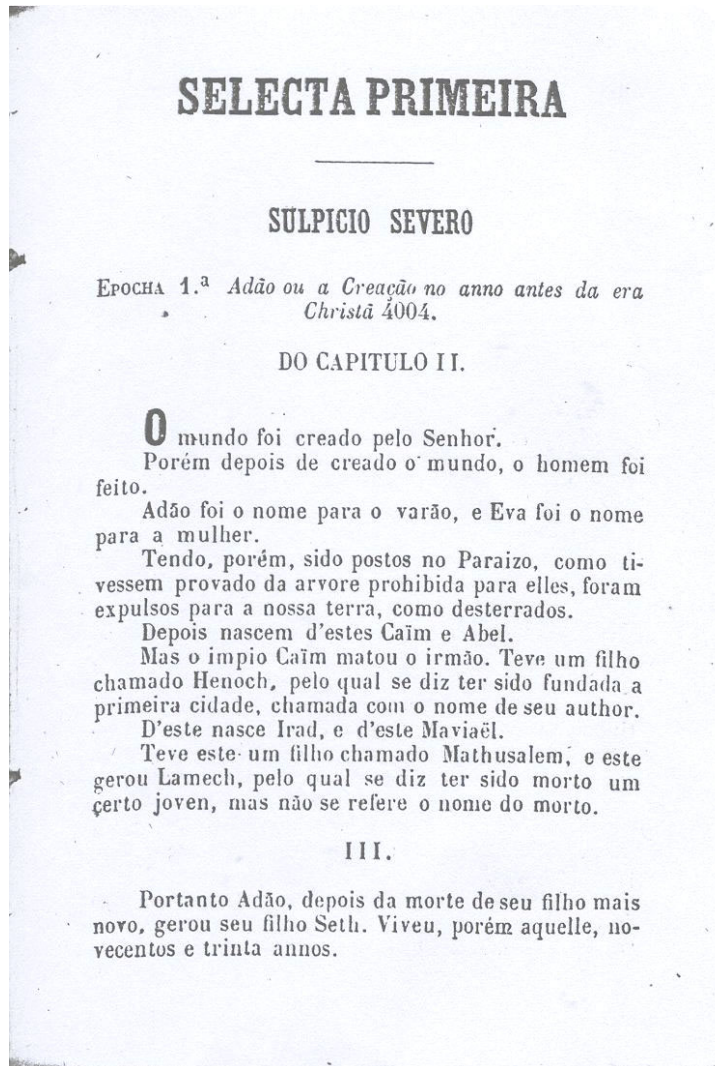 SELECTA PRIMEIRA
SULPICIO SEVERO
EPOCHA 1.ª Adão ou a Creação no anno antes da era
Christã 4004.
DO CAPITULO II.
O mundo foi creado pelo Senhor.
Porém depois de creado o mundo, o homem foi
feito.
Adão foi o nome para o varão, e Eva foi o nome
para a mulher.
Tendo, porém, sido postos no Paraizo, como ti-
vessem provado da arvore prohibida para elles, foram
expulsos para a nossa terra, como desterrados.
Depois nascem d'estes Caïm e Abel.
Mas o impio Caïm matou o irmão. Teve um filho
chamado Henoch, pelo qual se diz ter sido fundada a
primeira cidade, chamada com o nome de seu author.
D'este nasce Irad, e d'este Maviaël.
Teve este um filho chamado Mathusalem, e este
gerou Lamech, pelo qual se diz ter sido morto um
certo joven, mas não se refere o nome do morto.
III.
Portanto Adão, depois da morte de seu filho mais
novo, gerou seu filho Seth. Viveu, porém aquelle, no-
vecentos e trinta annos.